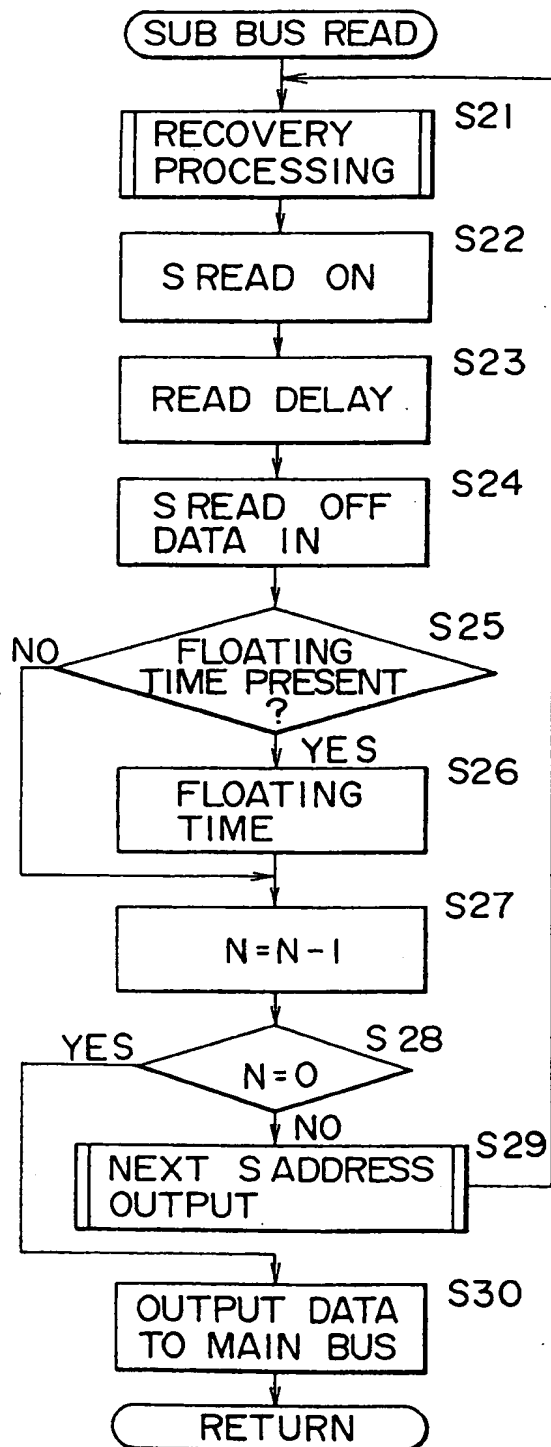 SUB BUS READ
S21
RECOVERY
PROCESSING
S22
S READ ON
S23
READ DELAY
S24
S READ OFF
DATA IN
S25
NO
FLOATING
TIME PRESENT
?
YES
S26
FLOATING
TIME
S27
N=N-1
S28
YES
N=0
NO
S29
NEXT S ADDRESS
OUTPUT
S30
OUTPUT DATA
TO MAIN BUS
RETURN